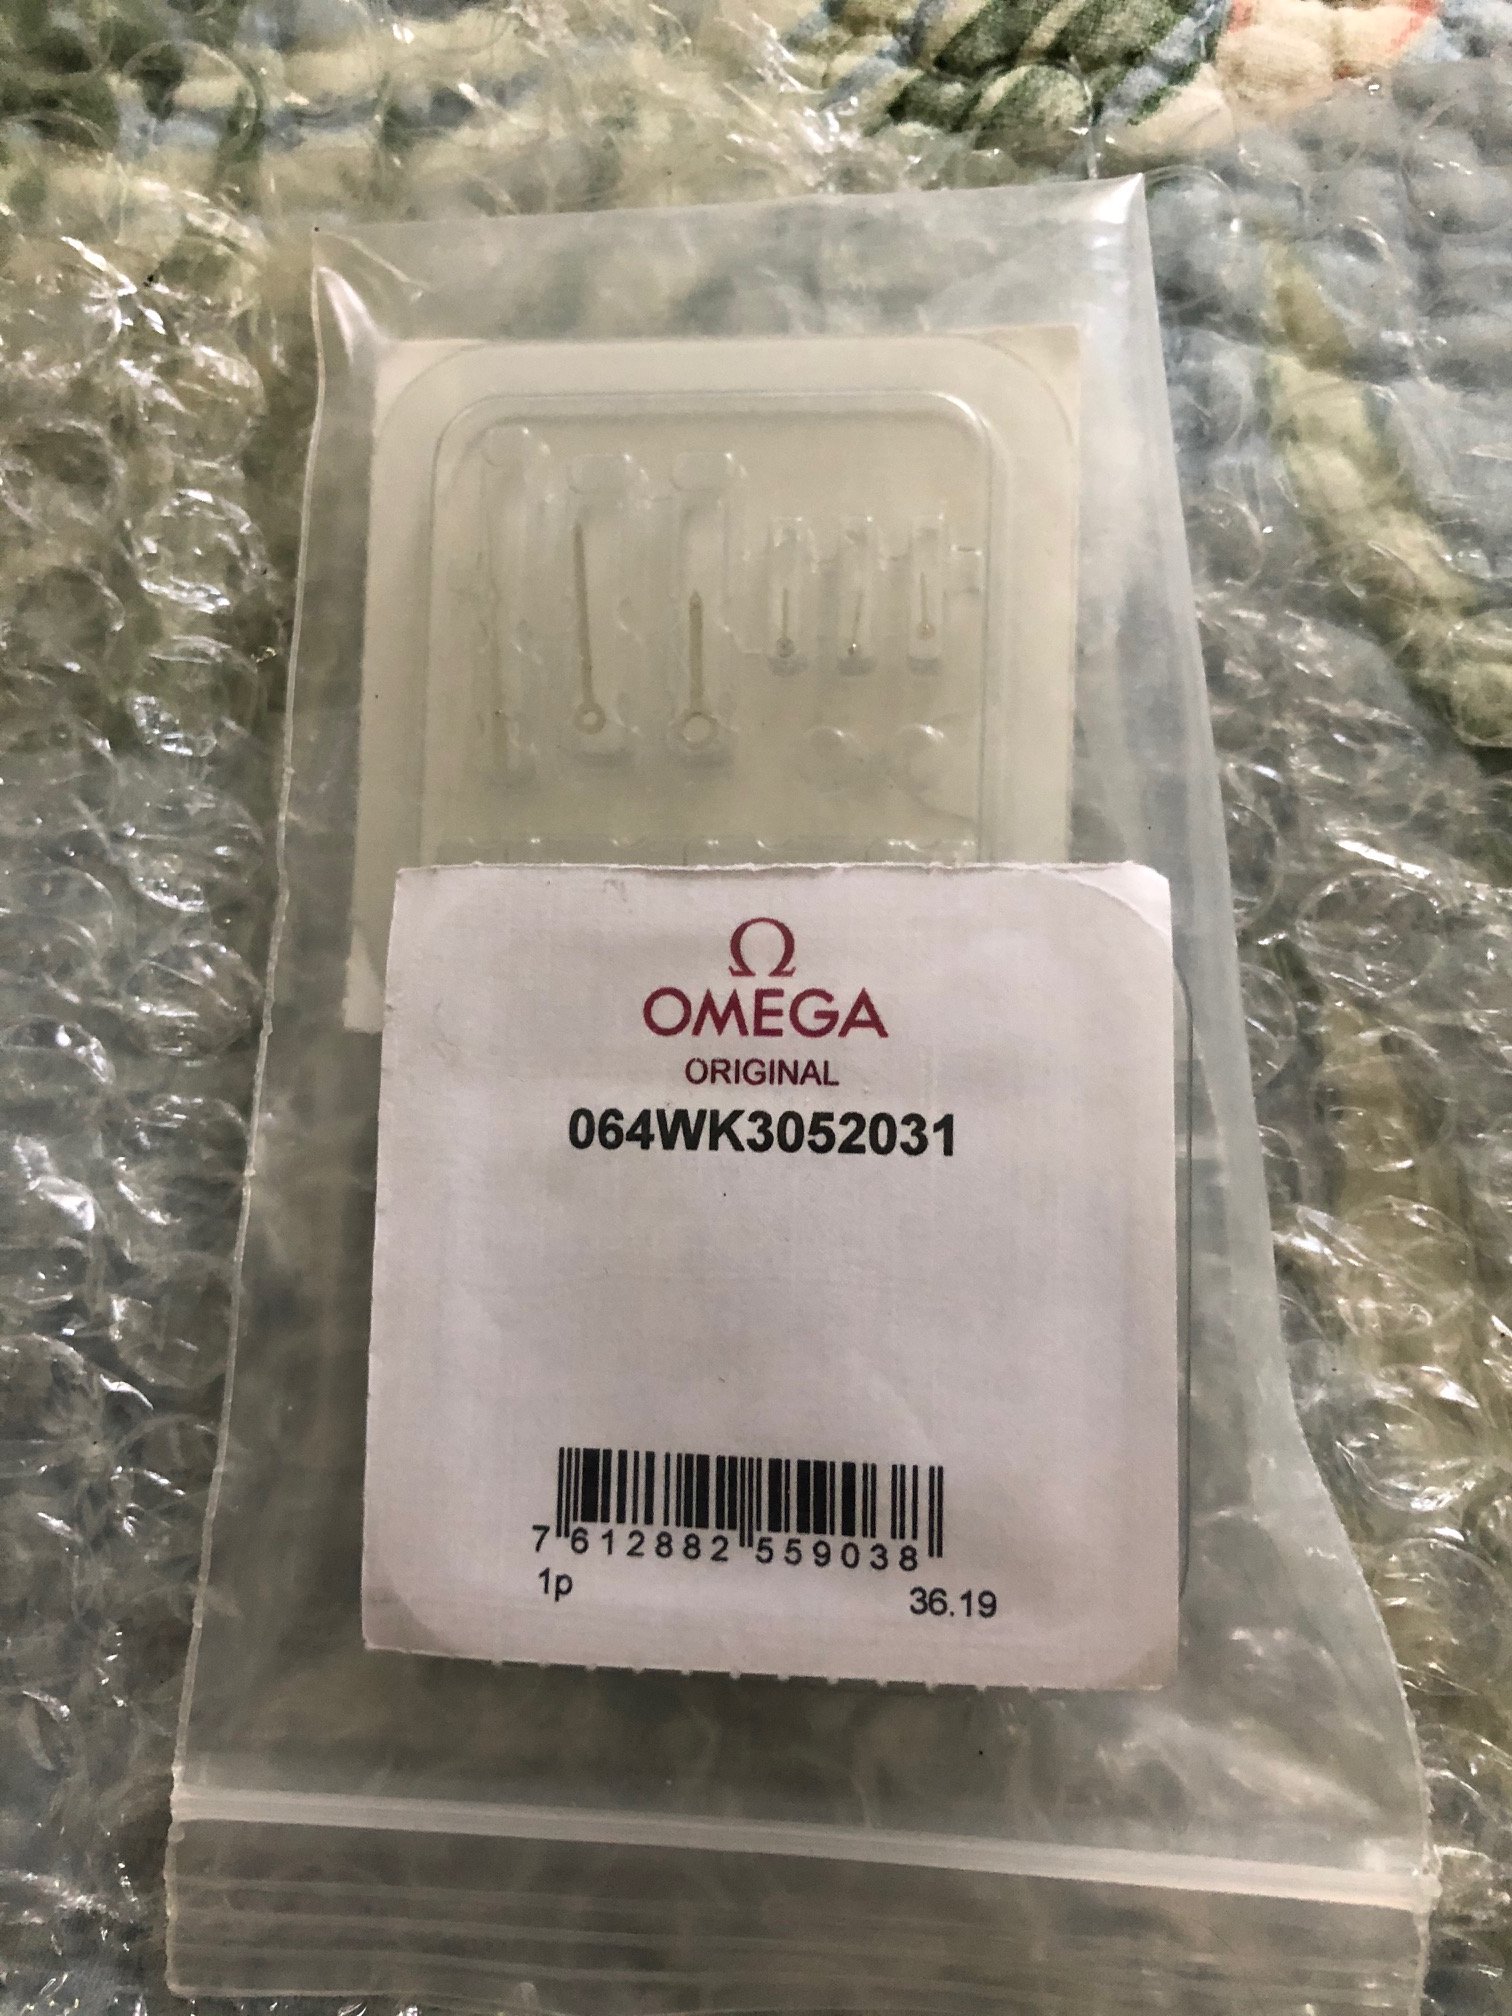 Ω
OMEGA
ORIGINAL
064WK3052031
7 612882 559038
1p 36.19